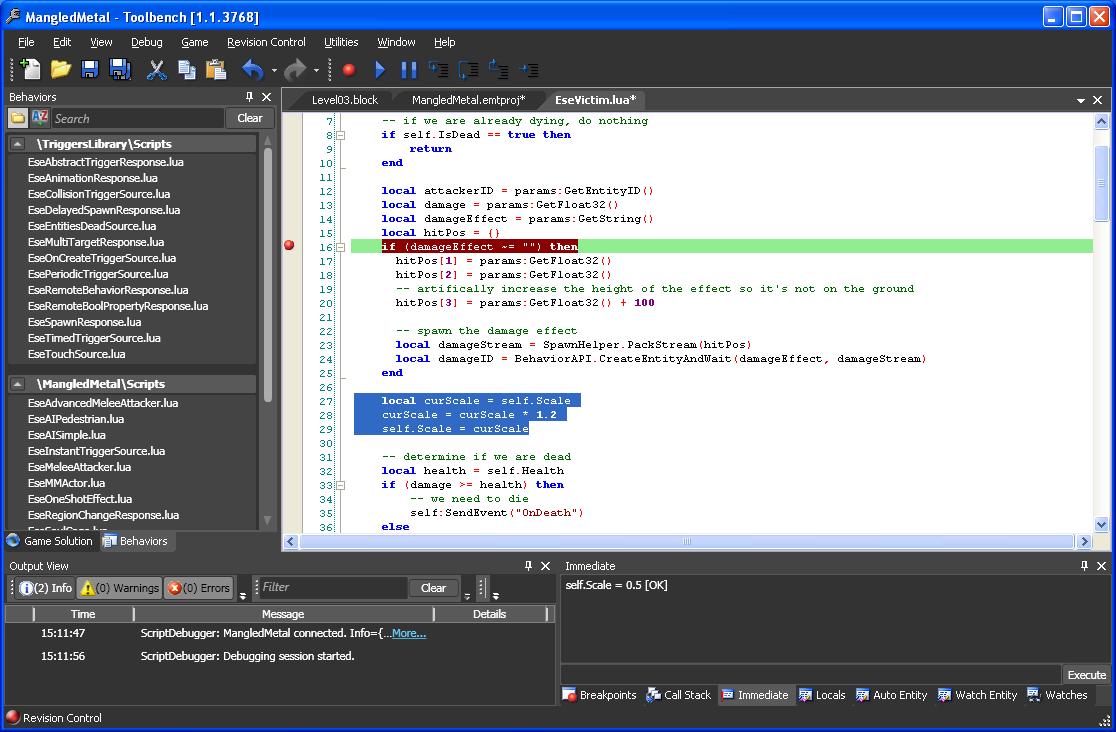 MangledMetal - Toolbench [1.1.3768]
File Edit View Debug Game Revision Control Utilities Window Help
Behaviors
Search Clear
\TriggersLibrary\Scripts
EseAbstractTriggerResponse.lua
EseAnimationResponse.lua
EseCollisionTriggerSource.lua
EseDelayedSpawnResponse.lua
EseEntitiesDeadSource.lua
EseMultiTargetResponse.lua
EseOnCreateTriggerSource.lua
EsePeriodicTriggerSource.lua
EseRemoteBehaviorResponse.lua
EseRemoteBoolPropertyResponse.lua
EseSpawnResponse.lua
EseTimedTriggerSource.lua
EseTouchSource.lua
\MangledMetal\Scripts
EseAdvancedMeleeAttacker.lua
EseAIPedestrian.lua
EseAISimple.lua
EseInstantTriggerSource.lua
EseMeleeAttacker.lua
EseMMActor.lua
EseOneShotEffect.lua
EseRegionChangeResponse.lua
Game Solution Behaviors
Level03.block MangledMetal.emtproj* EseVictim.lua*
7 -- if we are already dying, do nothing
8 if self.IsDead == true then
9 return
10 end
11
12 local attackerID = params:GetEntityID()
13 local damage = params:GetFloat32()
14 local damageEffect = params:GetString()
15 local hitPos = {}
16 if (damageEffect ~= "") then
17 hitPos[1] = params:GetFloat32()
18 hitPos[2] = params:GetFloat32()
19 -- artifically increase the height of the effect so it's not on the ground
20 hitPos[3] = params:GetFloat32() + 100
21
22 -- spawn the damage effect
23 local damageStream = SpawnHelper.PackStream(hitPos)
24 local damageID = BehaviorAPI.CreateEntityAndWait(damageEffect, damageStream)
25 end
26
27 local curScale = self.Scale
28 curScale = curScale * 1.2
29 self.Scale = curScale
30
31 -- determine if we are dead
32 local health = self.Health
33 if (damage >= health) then
34 -- we need to die
35 self:SendEvent("OnDeath")
36 else
Output View
(2) Info (0) Warnings (0) Errors Filter Clear
Time Message Details
15:11:47 ScriptDebugger: MangledMetal connected. Info={...More...
15:11:56 ScriptDebugger: Debugging session started.
Immediate
self.Scale = 0.5 [OK]
Execute
Breakpoints Call Stack Immediate Locals Auto Entity Watch Entity Watches
Revision Control